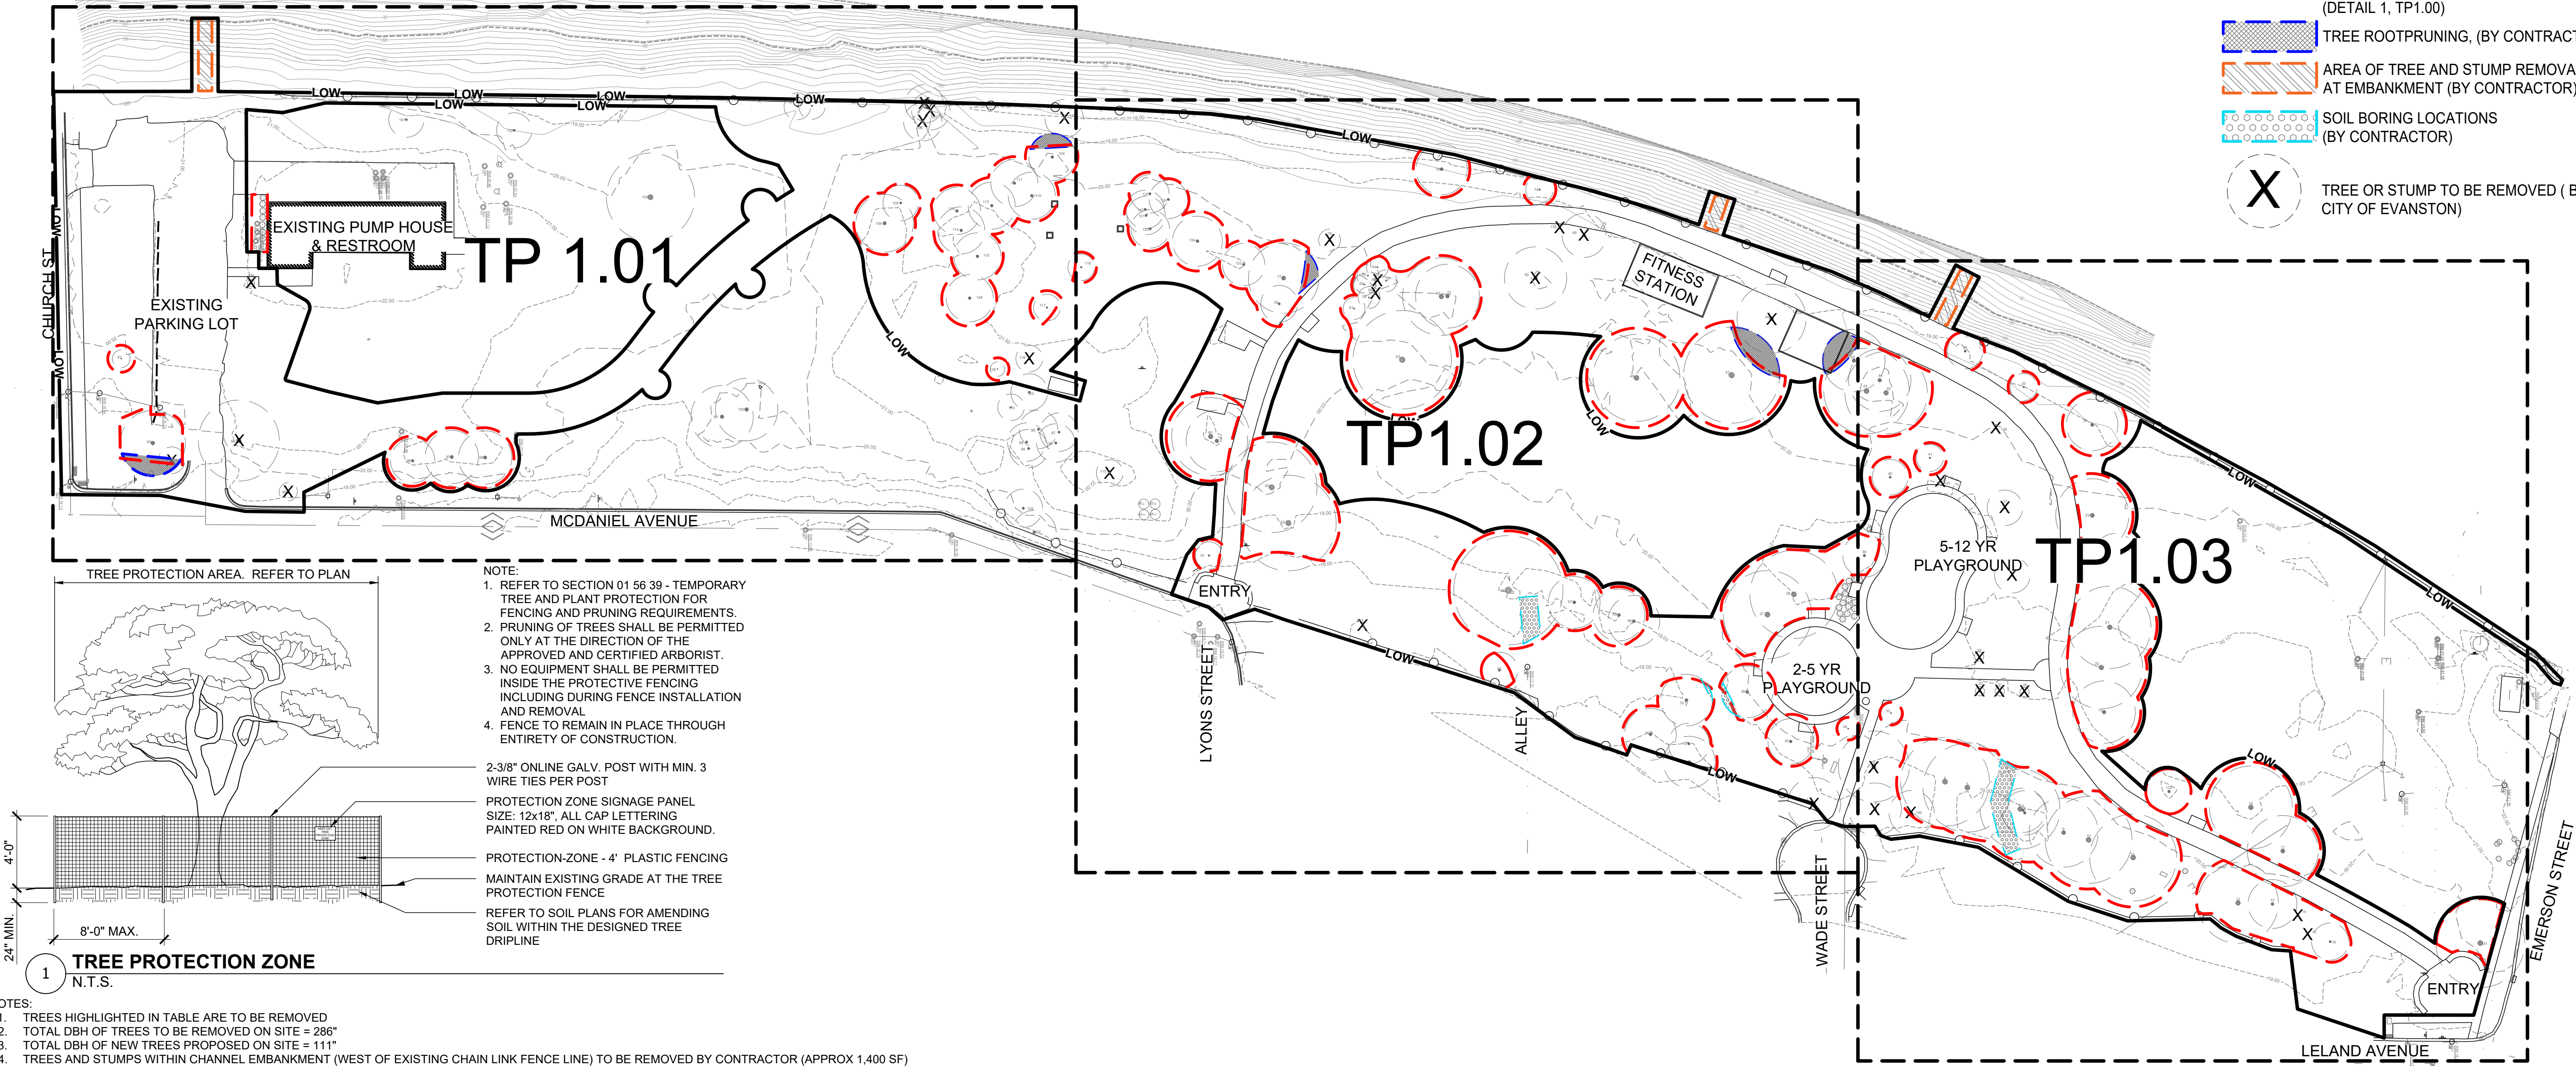 (DETAIL 1, TP1.00)
TREE ROOTPRUNING, (BY CONTRAC
AREA OF TREE AND STUMP REMOVA
AT EMBANKMENT (BY CONTRACTOR)
SOIL BORING LOCATIONS
(BY CONTRACTOR)
X
TREE OR STUMP TO BE REMOVED ( B
CITY OF EVANSTON)
LOW
LOW
LOW
LOW
LOW
LOW
LOW
LOW
LOW
CHURCH ST.
EXISTING PUMP HOUSE
& RESTROOM
TP 1.01
EXISTING
PARKING LOT
LOW
MCDANIEL AVENUE
FITNESS
STATION
LOW
LOW
TP1.02
ENTRY
LYONS STREET
LOW
ALLEY
LOW
2-5 YR
PLAYGROUND
WADE STREET
5-12 YR
PLAYGROUND
TP1.03
LOW
LOW
LOW
ENTRY
EMERSON STREET
LELAND AVENUE
TREE PROTECTION AREA. REFER TO PLAN
4'-0"
24" MIN.
8'-0" MAX.
NOTE:
1. REFER TO SECTION 01 56 39 - TEMPORARY
TREE AND PLANT PROTECTION FOR
FENCING AND PRUNING REQUIREMENTS.
2. PRUNING OF TREES SHALL BE PERMITTED
ONLY AT THE DIRECTION OF THE
APPROVED AND CERTIFIED ARBORIST.
3. NO EQUIPMENT SHALL BE PERMITTED
INSIDE THE PROTECTIVE FENCING
INCLUDING DURING FENCE INSTALLATION
AND REMOVAL
4. FENCE TO REMAIN IN PLACE THROUGH
ENTIRETY OF CONSTRUCTION.
2-3/8" ONLINE GALV. POST WITH MIN. 3
WIRE TIES PER POST
PROTECTION ZONE SIGNAGE PANEL
SIZE: 12x18", ALL CAP LETTERING
PAINTED RED ON WHITE BACKGROUND.
PROTECTION-ZONE - 4' PLASTIC FENCING
MAINTAIN EXISTING GRADE AT THE TREE
PROTECTION FENCE
REFER TO SOIL PLANS FOR AMENDING
SOIL WITHIN THE DESIGNED TREE
DRIPLINE
1 TREE PROTECTION ZONE
N.T.S.
OTES:
1. TREES HIGHLIGHTED IN TABLE ARE TO BE REMOVED
2. TOTAL DBH OF TREES TO BE REMOVED ON SITE = 286"
3. TOTAL DBH OF NEW TREES PROPOSED ON SITE = 111"
4. TREES AND STUMPS WITHIN CHANNEL EMBANKMENT (WEST OF EXISTING CHAIN LINK FENCE LINE) TO BE REMOVED BY CONTRACTOR (APPROX 1,400 SF)